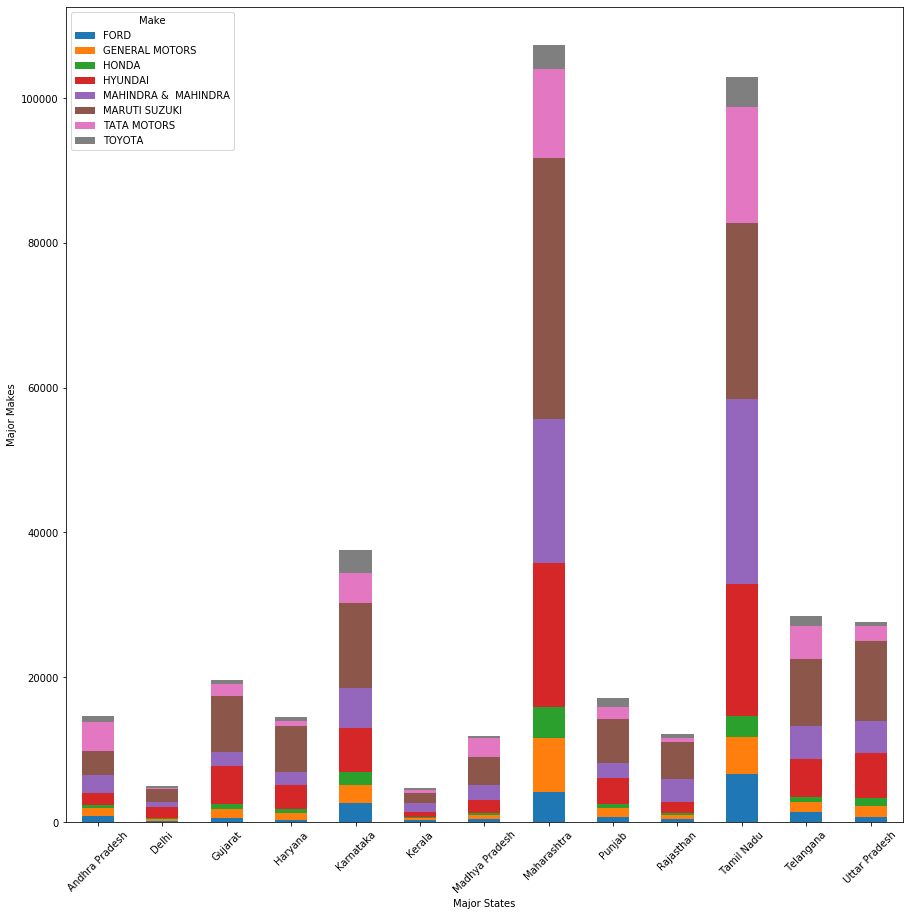 Make
FORD
GENERAL MOTORS
HONDA
HYUNDAI
MAHINDRA &  MAHINDRA
MARUTI SUZUKI
TATA MOTORS
TOYOTA
100000
80000
60000
40000
20000
0
Major Makes
Andhra Pradesh
Delhi
Gujarat
Haryana
Karnataka
Kerala
Madhya Pradesh
Maharashtra
Punjab
Rajasthan
Tamil Nadu
Telangana
Uttar Pradesh
Major States